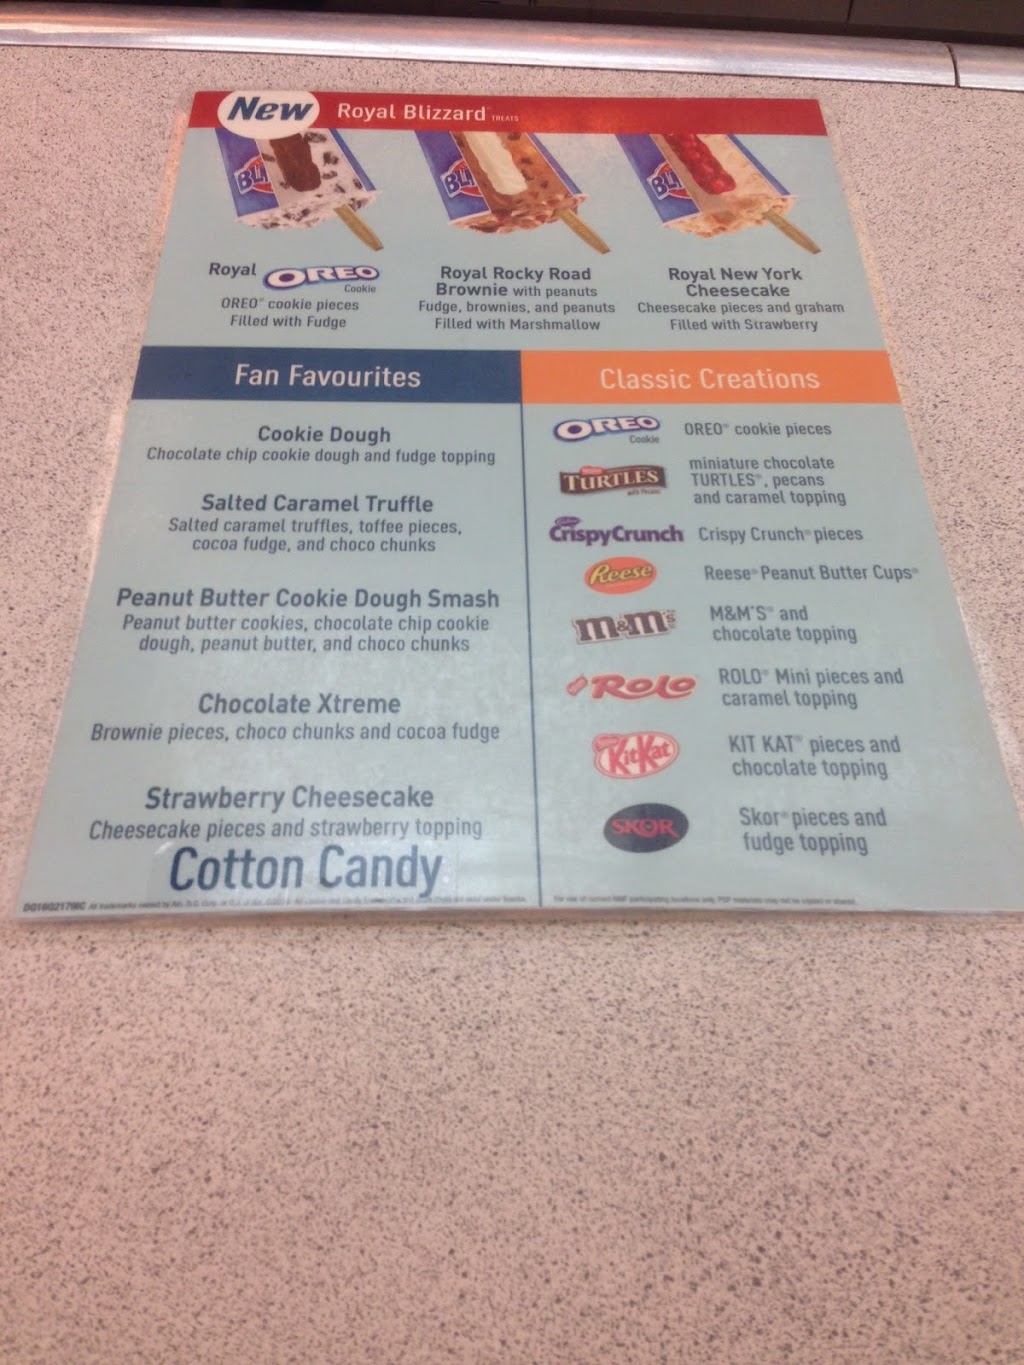 New Royal Blizzard TREATS
BLI
BLI
BLI
Royal OREO Cookie
OREO® cookie pieces
Filled with Fudge
Royal Rocky Road
Brownie with peanuts
Fudge, brownies, and peanuts
Filled with Marshmallow
Royal New York
Cheesecake
Cheesecake pieces and graham
Filled with Strawberry
Fan Favourites
Cookie Dough
Chocolate chip cookie dough and fudge topping
Salted Caramel Truffle
Salted caramel truffles, toffee pieces,
cocoa fudge, and choco chunks
Peanut Butter Cookie Dough Smash
Peanut butter cookies, chocolate chip cookie
dough, peanut butter, and choco chunks
Chocolate Xtreme
Brownie pieces, choco chunks and cocoa fudge
Strawberry Cheesecake
Cheesecake pieces and strawberry topping
Cotton Candy
Classic Creations
OREO Cookie
OREO® cookie pieces
TURTLES
miniature chocolate
TURTLES®, pecans
and caramel topping
Cadbury
CrispyCrunch
Crispy Crunch® pieces
Reese
Reese® Peanut Butter Cups®
m&m's
M&M'S® and
chocolate topping
ROLO
ROLO® Mini pieces and
caramel topping
KitKat
KIT KAT® pieces and
chocolate topping
SKOR
Skor® pieces and
fudge topping